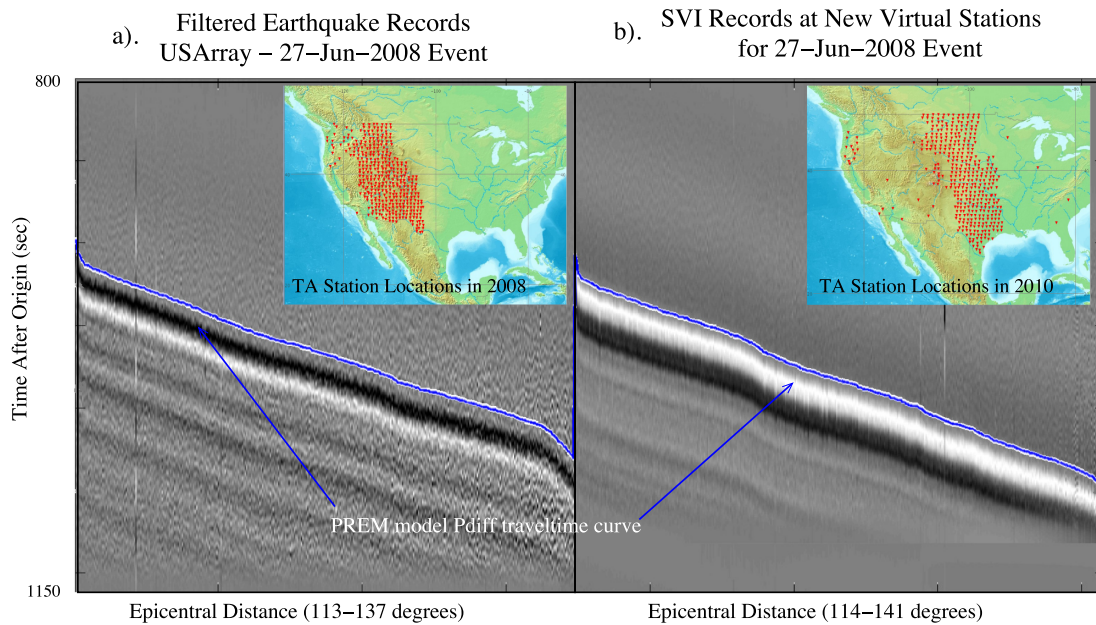 a). Filtered Earthquake Records
USArray – 27–Jun–2008 Event
b). SVI Records at New Virtual Stations
for 27–Jun–2008 Event
800
Time After Origin (sec)
1150
TA Station Locations in 2008
TA Station Locations in 2010
PREM model Pdiff traveltime curve
Epicentral Distance (113–137 degrees)
Epicentral Distance (114–141 degrees)